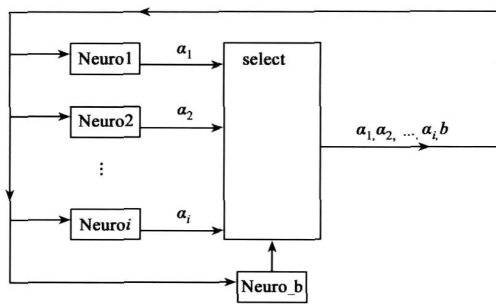 Neuro1
α₁
select
Neuro2
α₂
α₁,α₂, …,αᵢ,b
⋮
Neuroi
αᵢ
Neuro_b